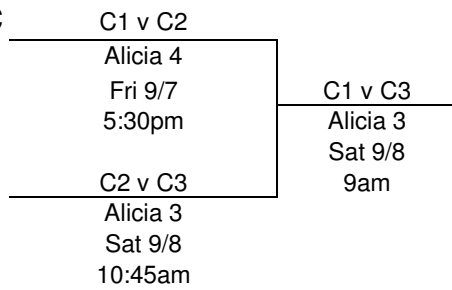 C
C1 v C2
Alicia 4
Fri 9/7
5:30pm
C1 v C3
Alicia 3
Sat 9/8
9am
C2 v C3
Alicia 3
Sat 9/8
10:45am